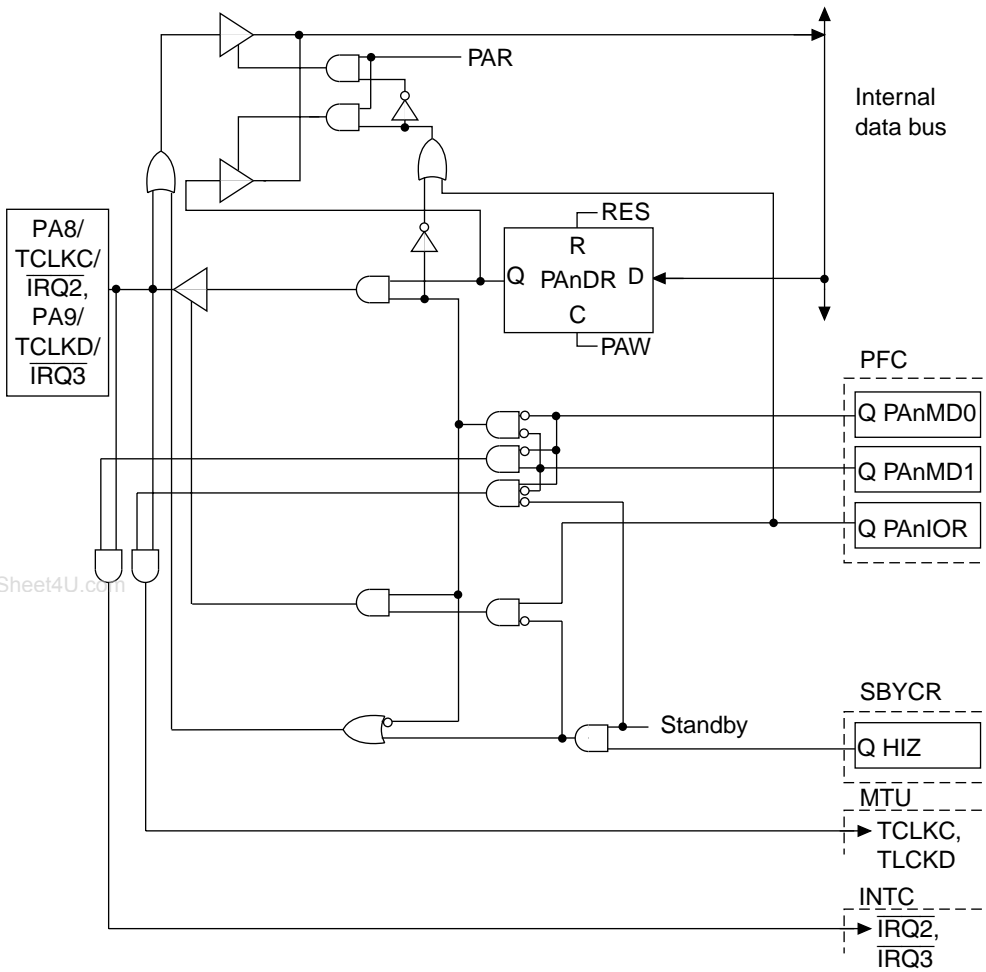 PAR
Internal
data bus
PA8/
TCLKC/
IRQ2,
PA9/
TCLKD/
IRQ3
RES
R
Q PAnDR D
C
PAW
PFC
Q PAnMD0
Q PAnMD1
Q PAnIOR
Sheet4U.com
SBYCR
Standby
Q HIZ
MTU
TCLKC,
TLCKD
INTC
IRQ2,
IRQ3